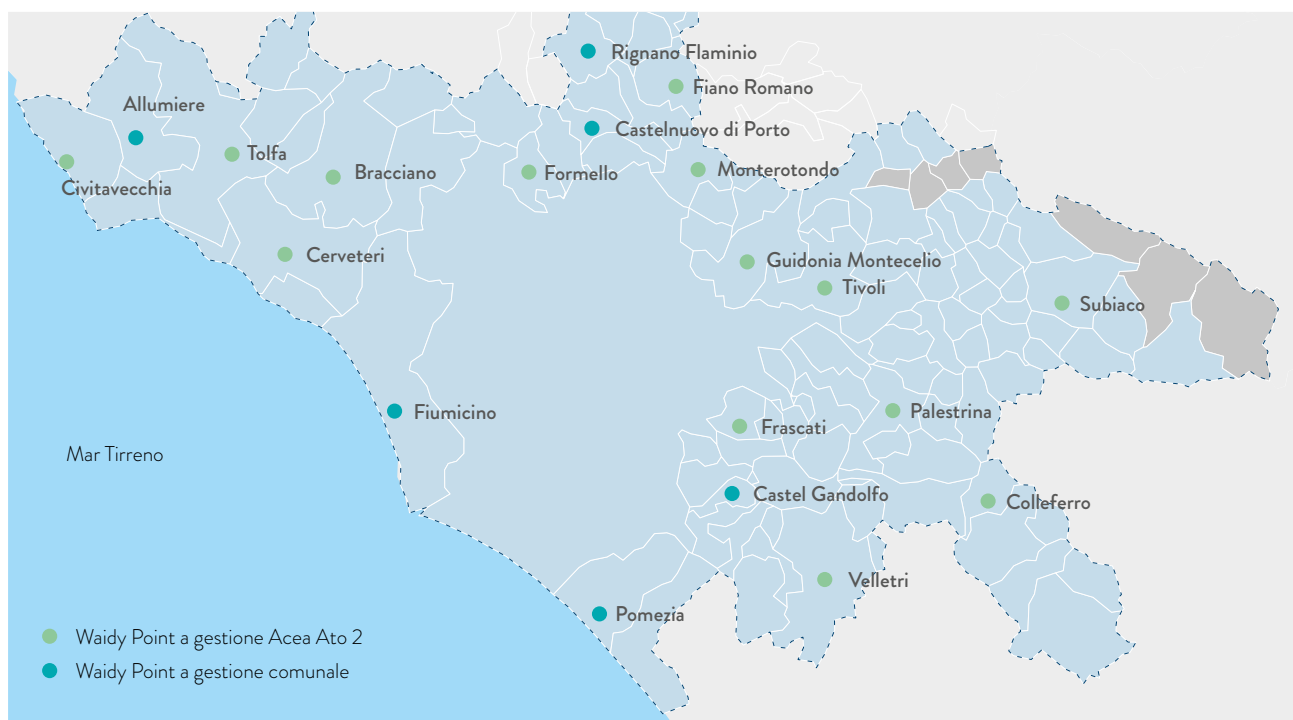 Rignano Flaminio
Fiano Romano
Allumiere
Castelnuovo di Porto
Tolfa
Bracciano
Formello
Monterotondo
Civitavecchia
Cerveteri
Guidonia Montecelio
Tivoli
Subiaco
Fiumicino
Palestrina
Frascati
Mar Tirreno
Castel Gandolfo
Colleferro
Velletri
Pomezia
Waidy Point a gestione Acea Ato 2
Waidy Point a gestione comunale